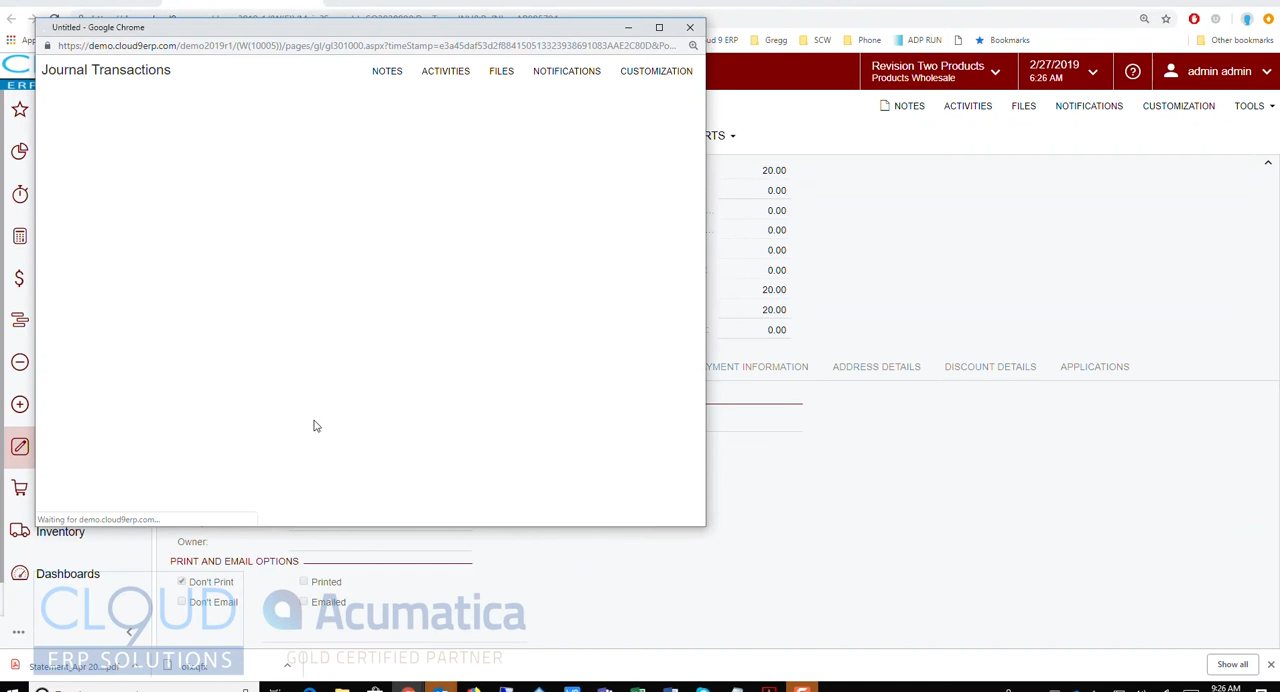 Untitled - Google Chrome
https://demo.cloud9erp.com/demo2019r1/(W(10005))/pages/gl/gl301000.aspx?timeStamp=
Journal Transactions
NOTES ACTIVITIES FILES NOTIFICATIONS CUSTOMIZATION
Gregg SCW Phone ADP RUN Bookmarks Other bookmarks
ERP
Revision Two Products
Products Wholesale
2/27/2019
6:26 AM
admin admin
NOTES ACTIVITIES FILES NOTIFICATIONS CUSTOMIZATION TOOLS
RTS
20.00
0.00
0.00
0.00
0.00
0.00
20.00
20.00
0.00
YMENT INFORMATION ADDRESS DETAILS DISCOUNT DETAILS APPLICATIONS
Waiting for demo.cloud9erp.com...
Inventory
Owner:
PRINT AND EMAIL OPTIONS
Dashboards
Don't Print Printed
Don't Email Emailed
CLOUD 9
ERP SOLUTIONS
Acumatica
GOLD CERTIFIED PARTNER
Show all
9:26 AM